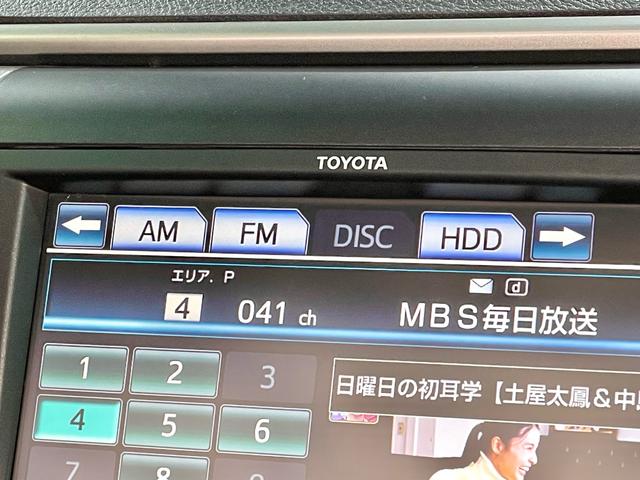 TOYOTA
AM FM DISC HDD
エリア. P
4 041 ch MBS毎日放送
1 2 3
日曜日の初耳学【土屋太鳳&中
4 5 6
7 8